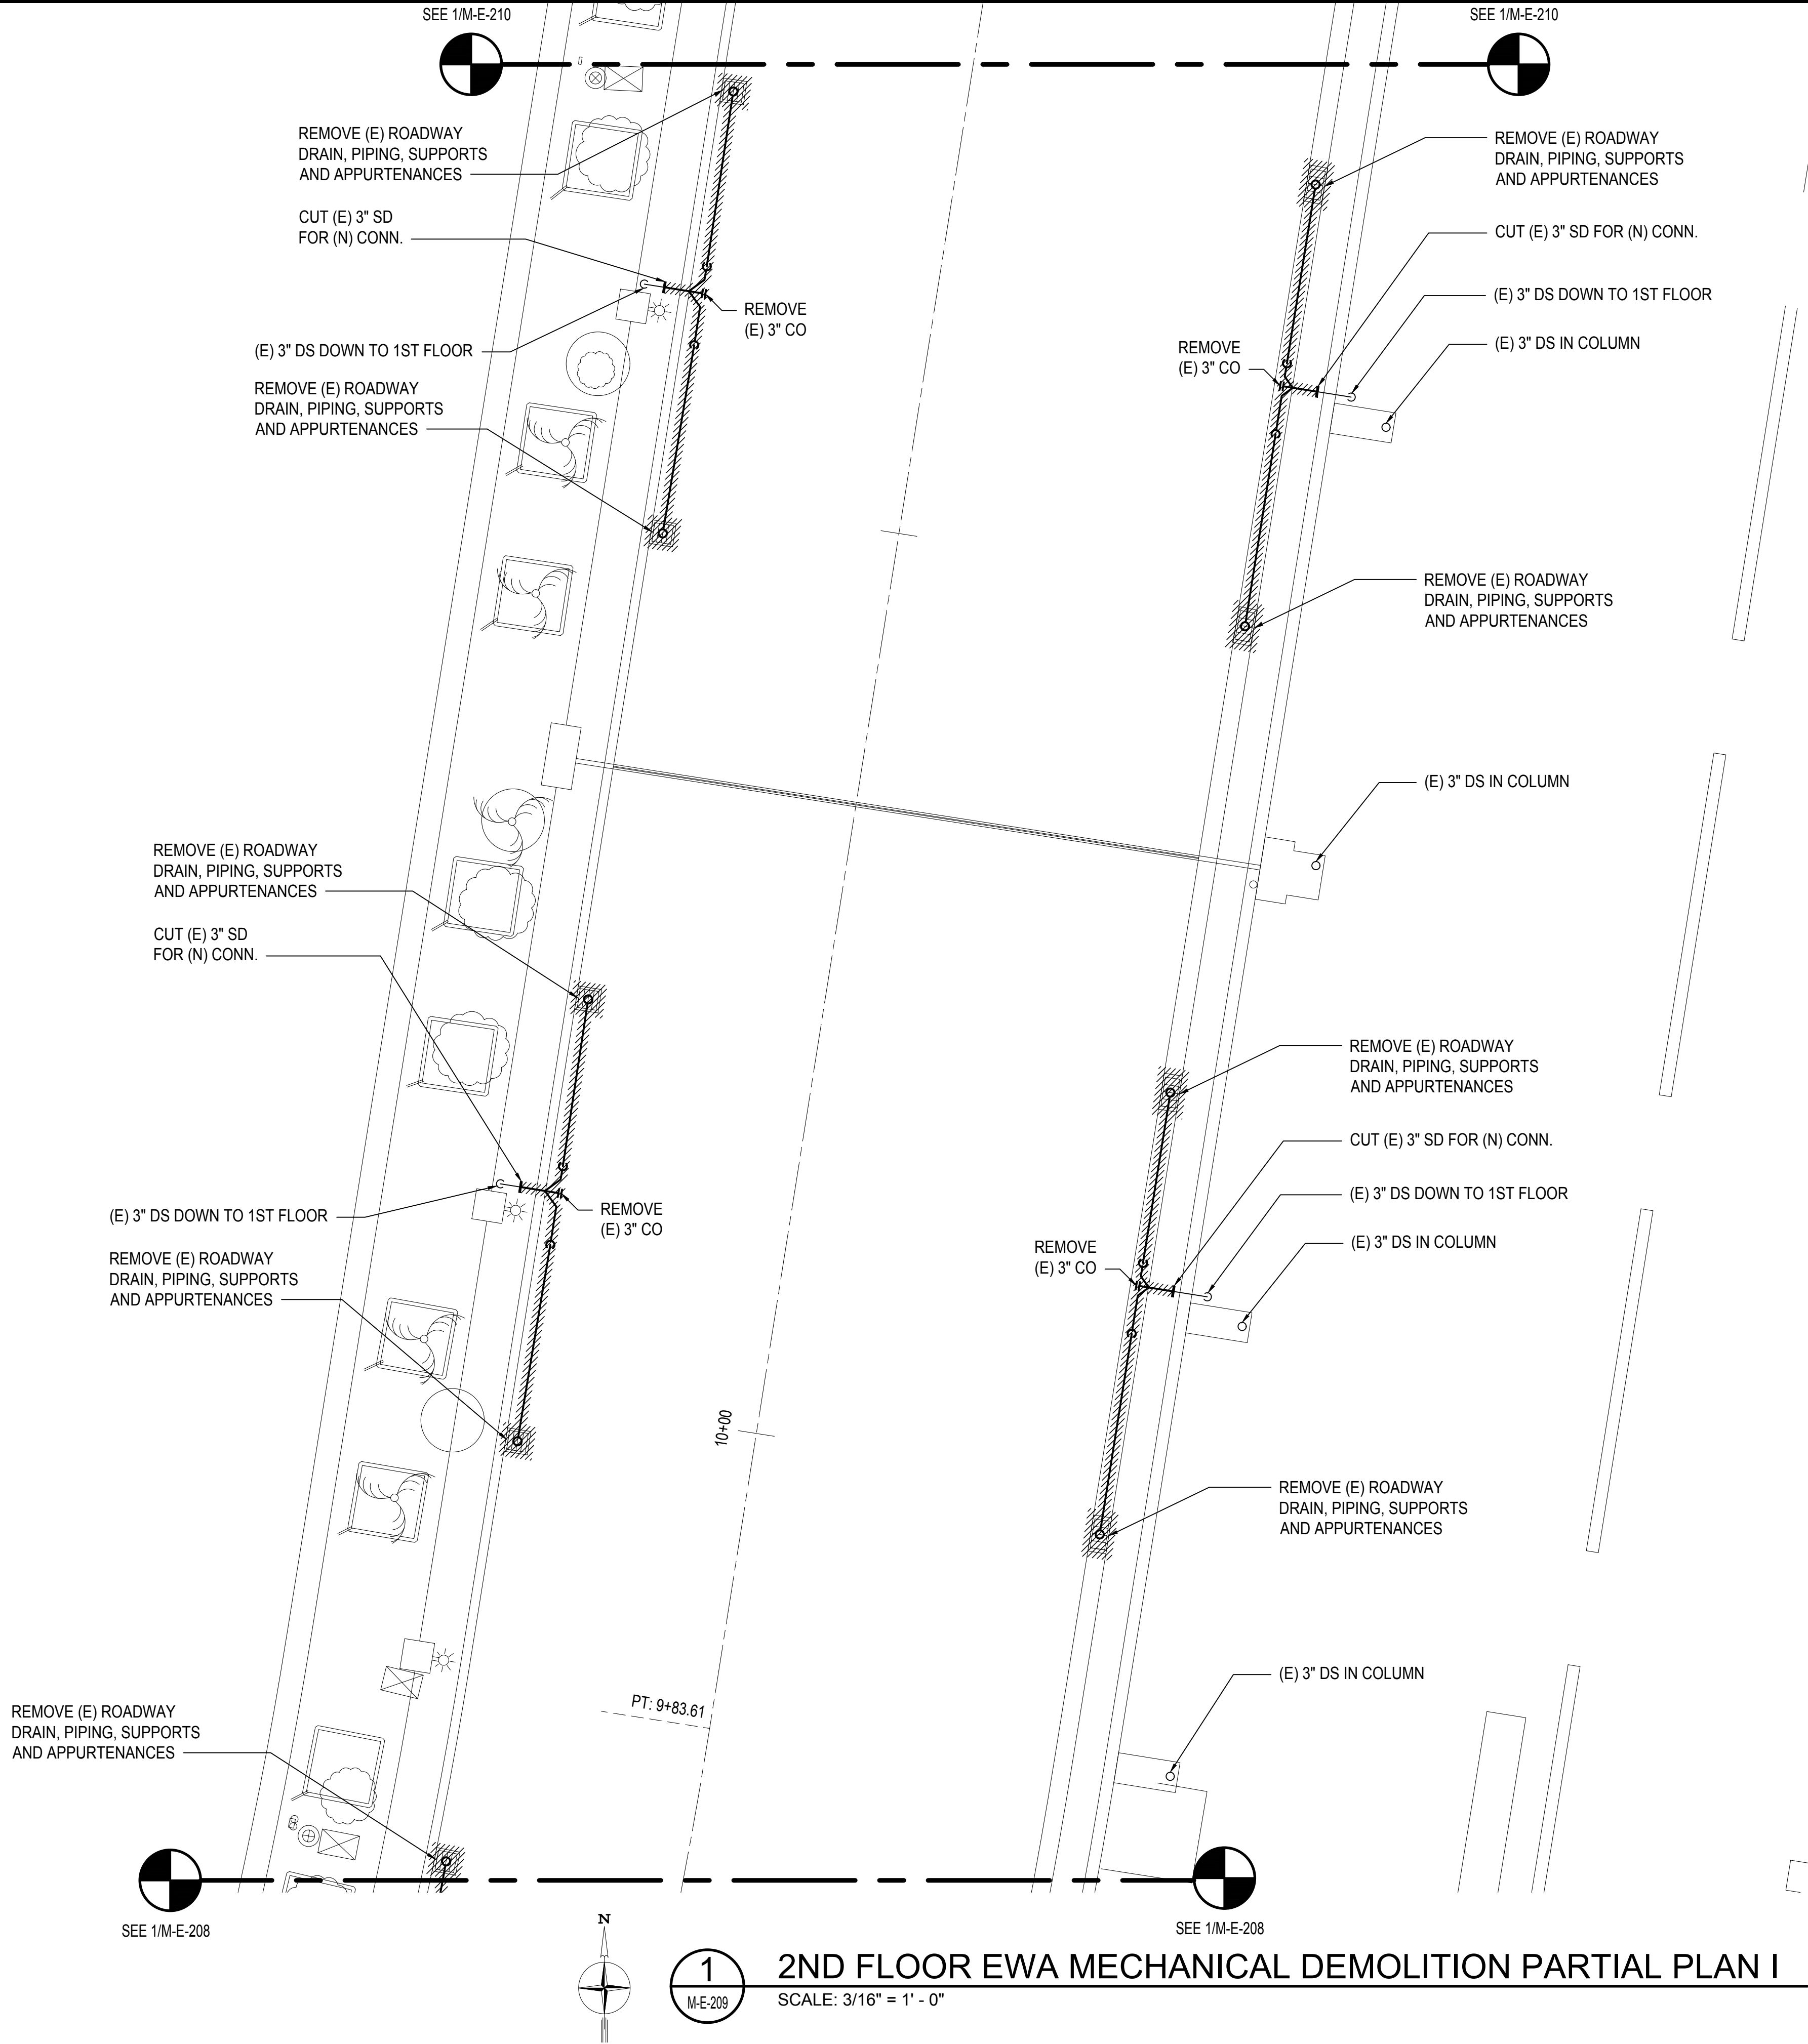 SEE 1/M-E-210
SEE 1/M-E-210
REMOVE (E) ROADWAY
DRAIN, PIPING, SUPPORTS
AND APPURTENANCES
CUT (E) 3" SD
FOR (N) CONN.
REMOVE
(E) 3" CO
(E) 3" DS DOWN TO 1ST FLOOR
REMOVE (E) ROADWAY
DRAIN, PIPING, SUPPORTS
AND APPURTENANCES
REMOVE (E) ROADWAY
DRAIN, PIPING, SUPPORTS
AND APPURTENANCES
CUT (E) 3" SD FOR (N) CONN.
(E) 3" DS DOWN TO 1ST FLOOR
(E) 3" DS IN COLUMN
REMOVE
(E) 3" CO
REMOVE (E) ROADWAY
DRAIN, PIPING, SUPPORTS
AND APPURTENANCES
(E) 3" DS IN COLUMN
REMOVE (E) ROADWAY
DRAIN, PIPING, SUPPORTS
AND APPURTENANCES
CUT (E) 3" SD
FOR (N) CONN.
(E) 3" DS DOWN TO 1ST FLOOR
REMOVE
(E) 3" CO
REMOVE (E) ROADWAY
DRAIN, PIPING, SUPPORTS
AND APPURTENANCES
REMOVE (E) ROADWAY
DRAIN, PIPING, SUPPORTS
AND APPURTENANCES
CUT (E) 3" SD FOR (N) CONN.
(E) 3" DS DOWN TO 1ST FLOOR
(E) 3" DS IN COLUMN
REMOVE
(E) 3" CO
10+00
REMOVE (E) ROADWAY
DRAIN, PIPING, SUPPORTS
AND APPURTENANCES
(E) 3" DS IN COLUMN
PT: 9+83.61
REMOVE (E) ROADWAY
DRAIN, PIPING, SUPPORTS
AND APPURTENANCES
SEE 1/M-E-208
SEE 1/M-E-208
N
1
M-E-209
2ND FLOOR EWA MECHANICAL DEMOLITION PARTIAL PLAN I
SCALE: 3/16" = 1' - 0"